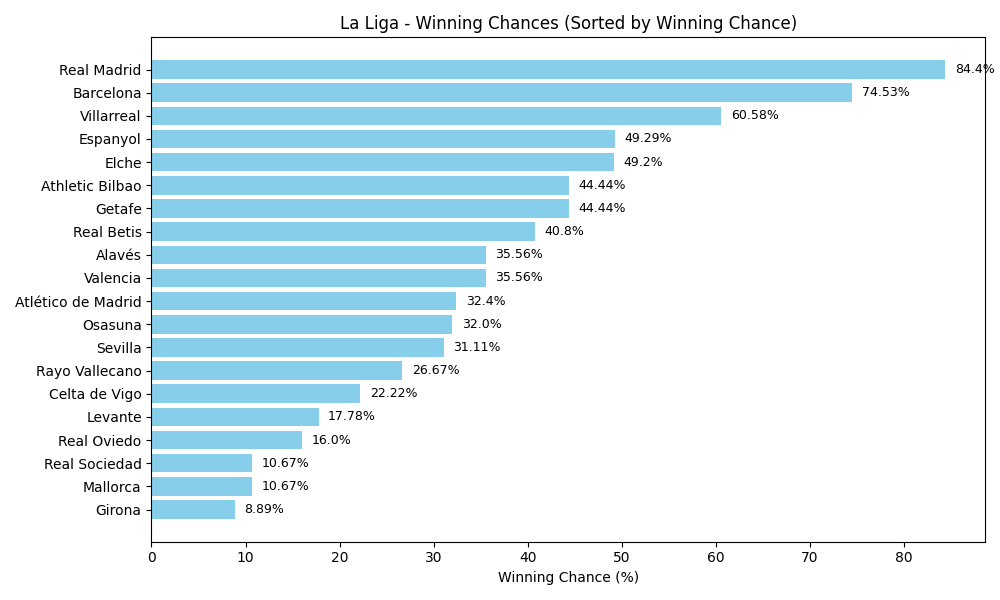 La Liga - Winning Chances (Sorted by Winning Chance)
Real Madrid 84.4%
Barcelona 74.53%
Villarreal 60.58%
Espanyol 49.29%
Elche 49.2%
Athletic Bilbao 44.44%
Getafe 44.44%
Real Betis 40.8%
Alavés 35.56%
Valencia 35.56%
Atlético de Madrid 32.4%
Osasuna 32.0%
Sevilla 31.11%
Rayo Vallecano 26.67%
Celta de Vigo 22.22%
Levante 17.78%
Real Oviedo 16.0%
Real Sociedad 10.67%
Mallorca 10.67%
Girona 8.89%
0 10 20 30 40 50 60 70 80
Winning Chance (%)